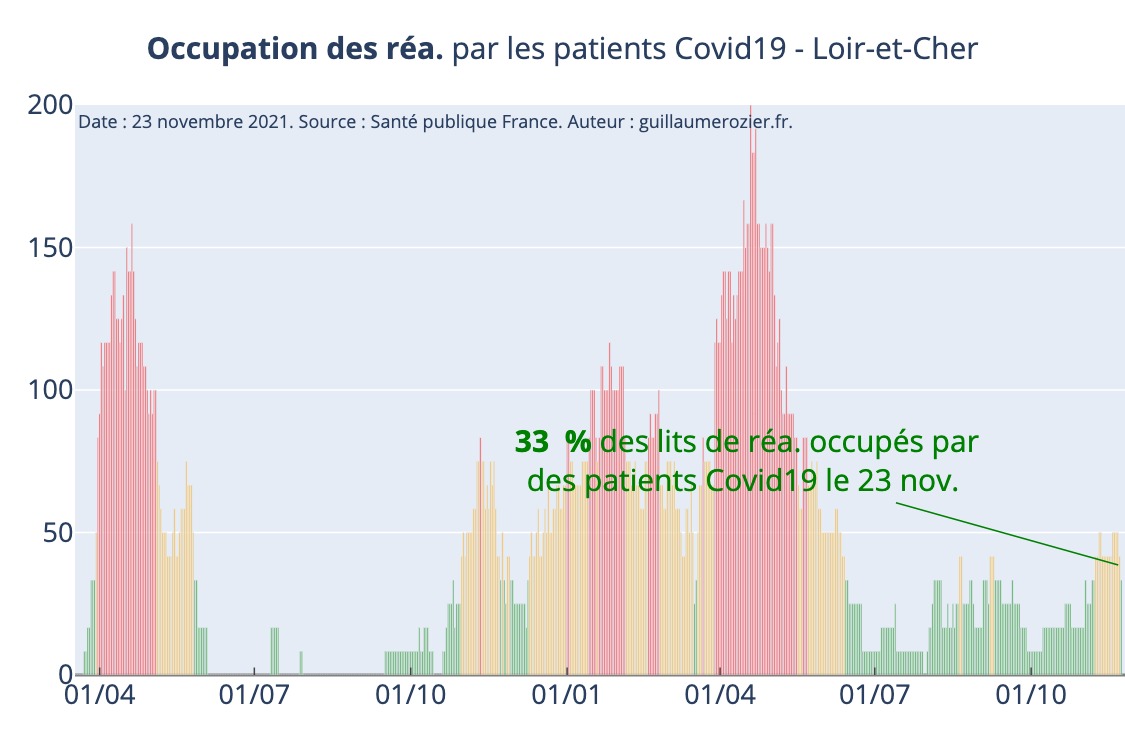 Occupation des réa. par les patients Covid19 - Loir-et-Cher
200
Date : 23 novembre 2021. Source : Santé publique France. Auteur : guillaumerozier.fr.
150
100
33 % des lits de réa. occupés par
des patients Covid19 le 23 nov.
50
0
01/04 01/07 01/10 01/01 01/04 01/07 01/10